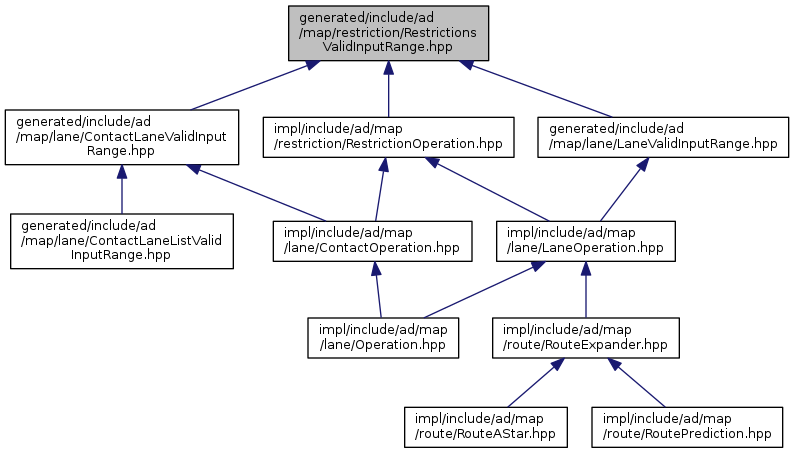 generated/include/ad
/map/restriction/Restrictions
ValidInputRange.hpp
generated/include/ad
/map/lane/ContactLaneValidInput
Range.hpp
impl/include/ad/map
/restriction/RestrictionOperation.hpp
generated/include/ad
/map/lane/LaneValidInputRange.hpp
generated/include/ad
/map/lane/ContactLaneListValid
InputRange.hpp
impl/include/ad/map
/lane/ContactOperation.hpp
impl/include/ad/map
/lane/LaneOperation.hpp
impl/include/ad/map
/lane/Operation.hpp
impl/include/ad/map
/route/RouteExpander.hpp
impl/include/ad/map
/route/RouteAStar.hpp
impl/include/ad/map
/route/RoutePrediction.hpp